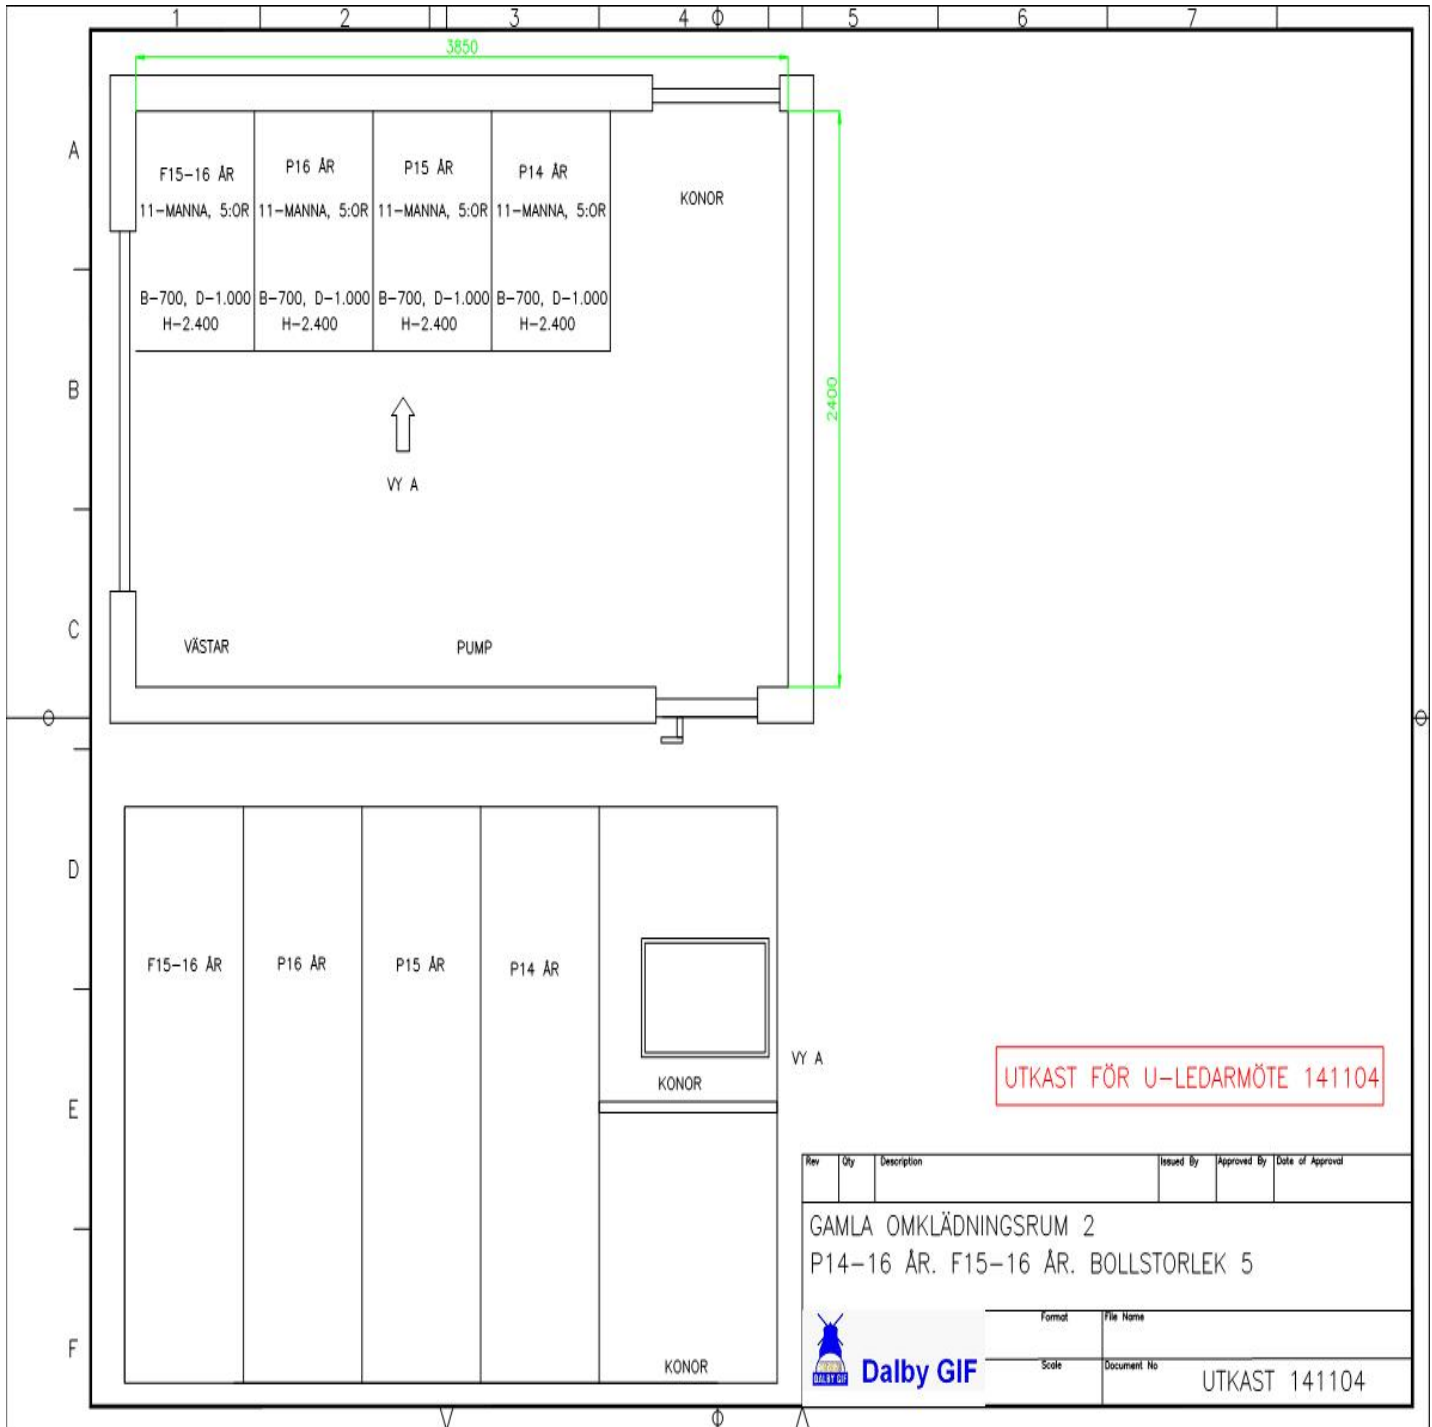 1 2 3 4 5 6 7
3850
A
F15-16 ÅR P16 ÅR P15 ÅR P14 ÅR
KONOR
11-MANNA, 5:OR 11-MANNA, 5:OR 11-MANNA, 5:OR 11-MANNA, 5:OR
B-700, D-1.000 B-700, D-1.000 B-700, D-1.000 B-700, D-1.000
H-2.400 H-2.400 H-2.400 H-2.400
B
2400
VY A
C
VÄSTAR PUMP
D
F15-16 ÅR P16 ÅR P15 ÅR P14 ÅR
VY A
KONOR
UTKAST FÖR U-LEDARMÖTE 141104
E
Rev Qty Description Issued By Approved By Date of Approval
GAMLA OMKLÄDNINGSRUM 2
P14-16 ÅR. F15-16 ÅR. BOLLSTORLEK 5
Format File Name
F
KONOR
DALBY GIF
Dalby GIF
Scale Document No
UTKAST 141104